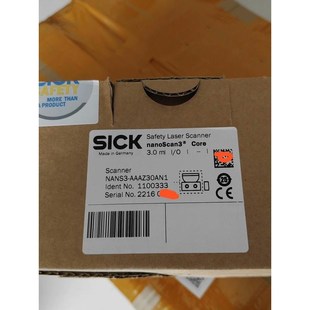 SICK
SAFETY
MORE THAN
A PRODUCT
SICK
Made in Germany
Safety Laser Scanner
nanoScan3® Core
3.0 m I/O | – |
Scanner
NANS3-AAAZ30AN1
Ident No. 1100333
Serial No. 2216